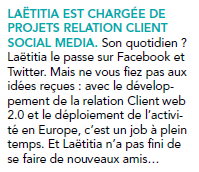 LAËTITIA EST CHARGÉE DE
PROJETS RELATION CLIENT
SOCIAL MEDIA. Son quotidien ?
Laëtitia le passe sur Facebook et
Twitter. Mais ne vous fiez pas aux
idées reçues : avec le dévelop-
pement de la relation Client web
2.0 et le déploiement de l'activi-
té en Europe, c'est un job à plein
temps. Et Laëtitia n'a pas fini de
se faire de nouveaux amis...